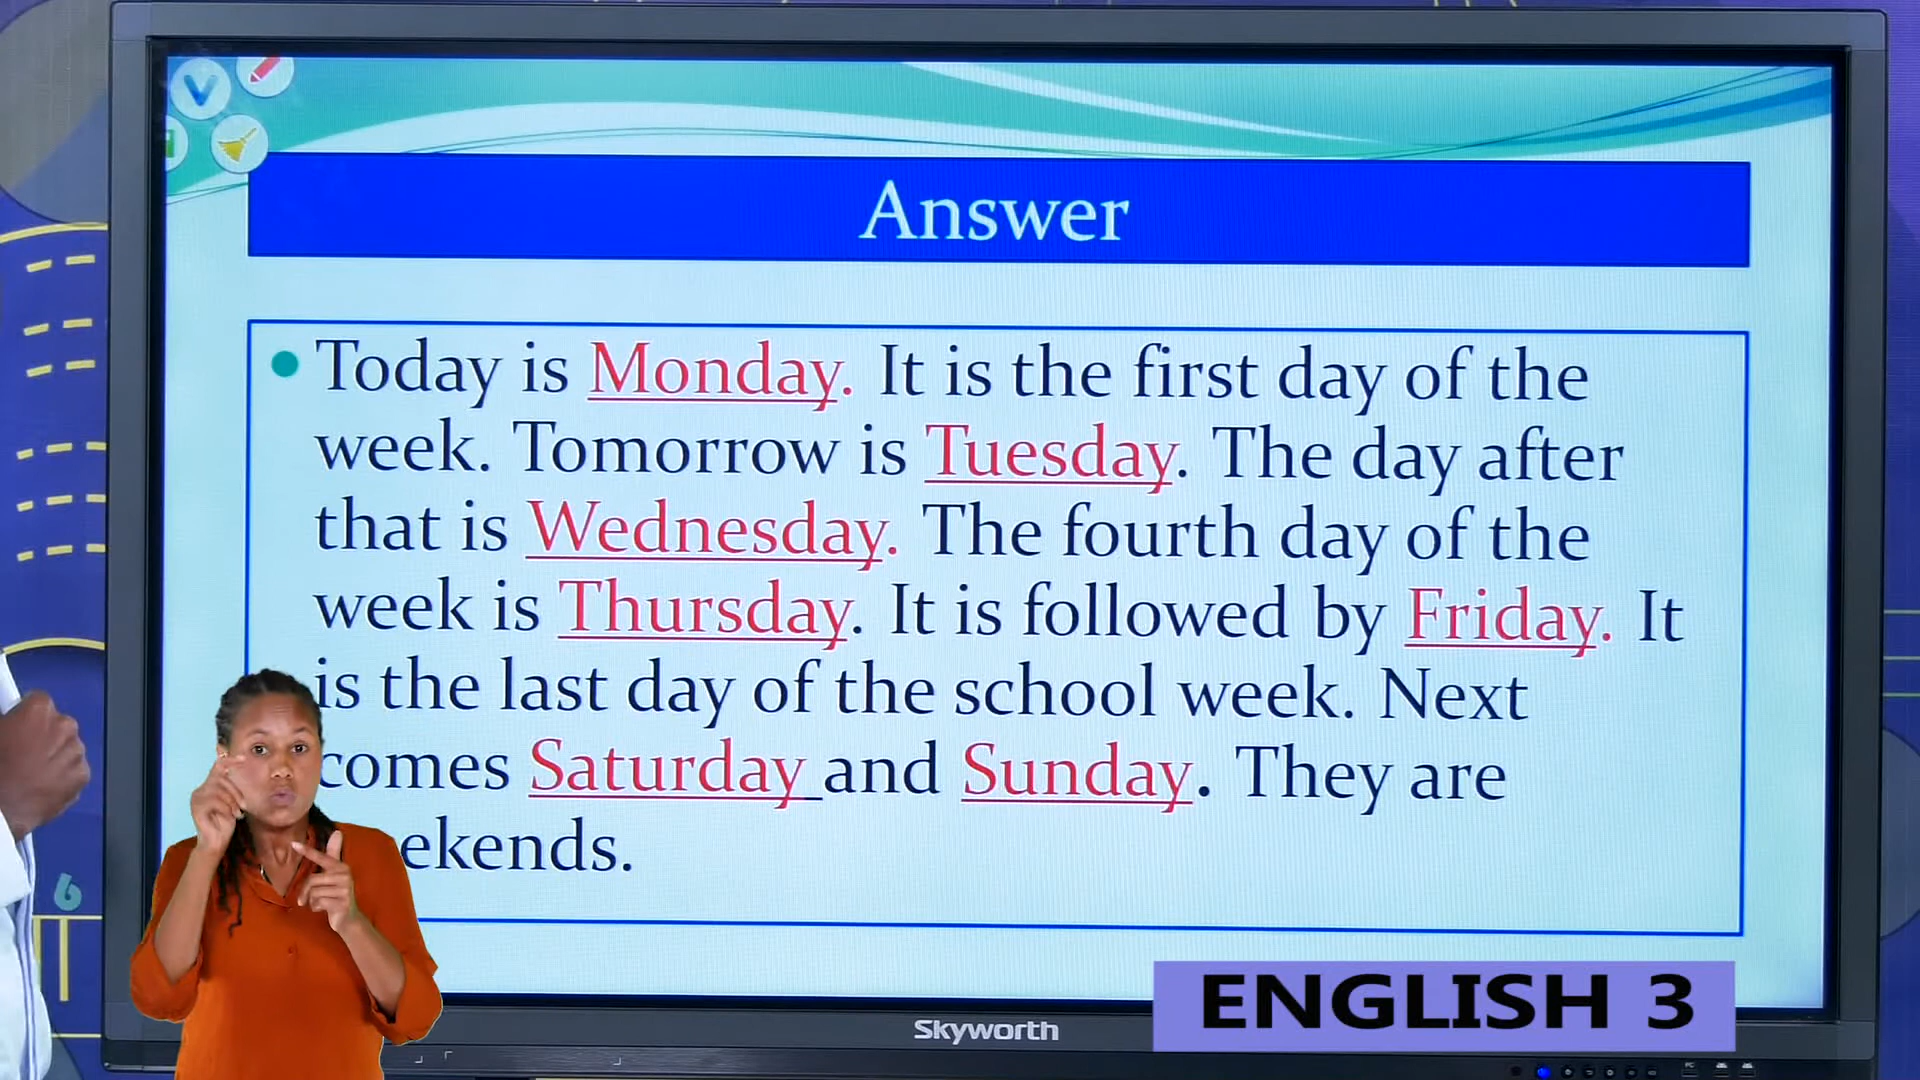 Answer
Today is Monday. It is the first day of the
week. Tomorrow is Tuesday. The day after
that is Wednesday. The fourth day of the
week is Thursday. It is followed by Friday. It
is the last day of the school week. Next
comes Saturday and Sunday. They are
ekends.
6
Skyworth
ENGLISH 3